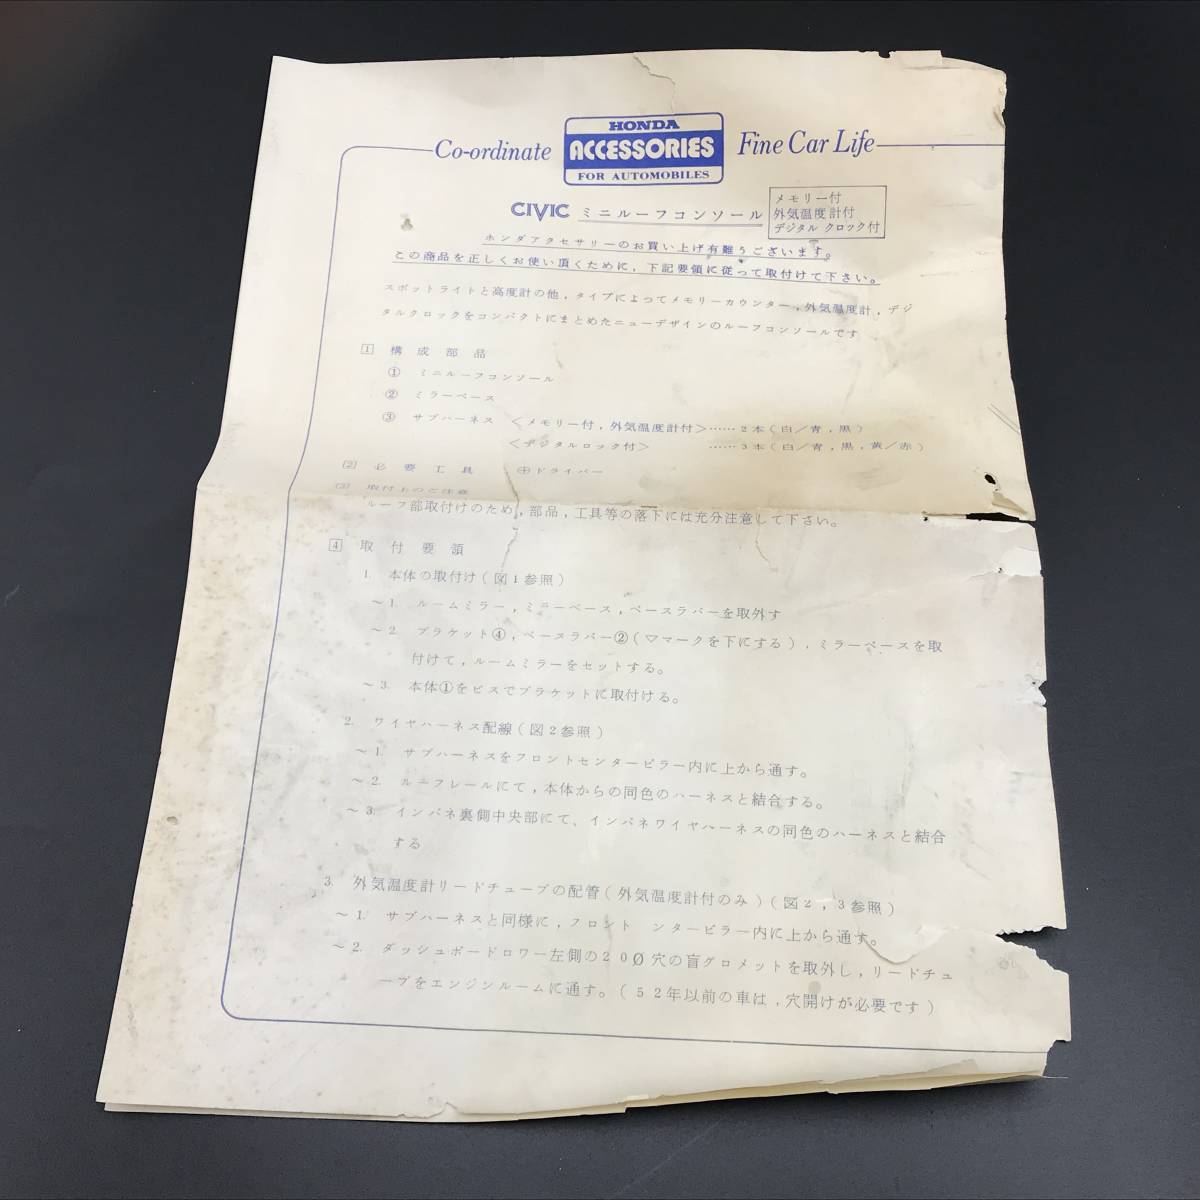 Co-ordinate HONDA ACCESSORIES FOR AUTOMOBILES Fine Car Life
CIVIC ミニルーフコンソール
メモリー付
外気温度計付
デジタル クロック付
ホンダアクセサリーのお買い上げ有難うございます。
この商品を正しくお使い頂くために，下記要領に従って取付けて下さい。
スポットライトと高度計の他，タイプによってメモリーカウンター，外気温度計，デジ
タルクロックをコンパクトにまとめたニューデザインのルーフコンソールです
1 構成部品
① ミニルーフコンソール
② ミラーベース
③ サブハーネス <メモリー付，外気温度計付>……2本(白/青，黒)
<デジタルロック付> ……3本(白/青，黒，黄/赤)
2 必要工具 ⊕ドライバー
3 取付上のご注意
ルーフ部取付けのため，部品，工具等の落下には充分注意して下さい。
4 取付要領
1. 本体の取付け(図1参照)
～1. ルームミラー，ミニーベース，ベースラバーを取外す
～2. ブラケット④，ベースラバー②(▽マークを下にする)，ミラーベースを取
付けて，ルームミラーをセットする。
～3. 本体①をビスでブラケットに取付ける。
2. ワイヤハーネス配線(図2参照)
～1. サブハーネスをフロントセンターピラー内に上から通す。
～2. ルーフレールにて，本体からの同色のハーネスと結合する。
～3. インパネ裏側中央部にて、インパネワイヤハーネスの同色のハーネスと結合
する
3. 外気温度計リードチューブの配管(外気温度計付のみ)(図2，3参照)
～1. サブハーネスと同様に，フロント ンターピラー内に上から通す。
～2. ダッシュボードロワー左側の20Ø穴の盲グロメットを取外し，リードチュ
ーブをエンジンルームに通す。(52年以前の車は，穴開けが必要です)